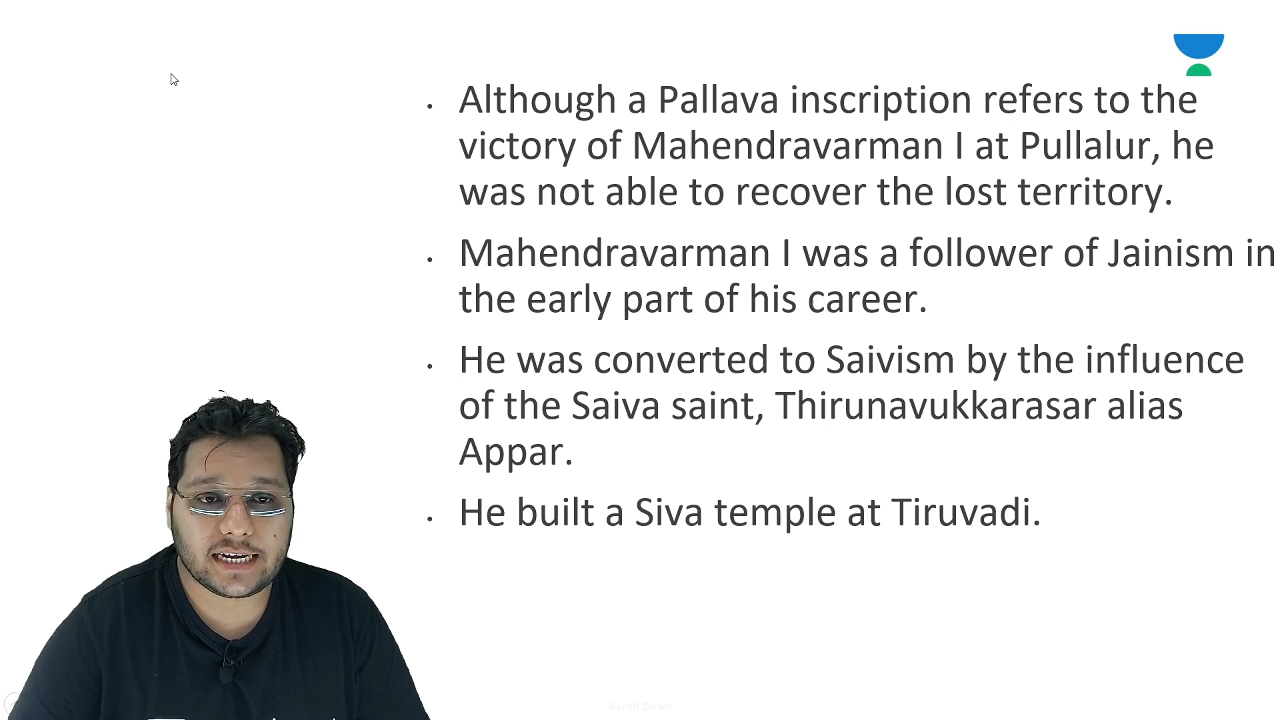 Although a Pallava inscription refers to the
victory of Mahendravarman I at Pullalur, he
was not able to recover the lost territory.
Mahendravarman I was a follower of Jainism in
the early part of his career.
He was converted to Saivism by the influence
of the Saiva saint, Thirunavukkarasar alias
Appar.
He built a Siva temple at Tiruvadi.
Scroll Down